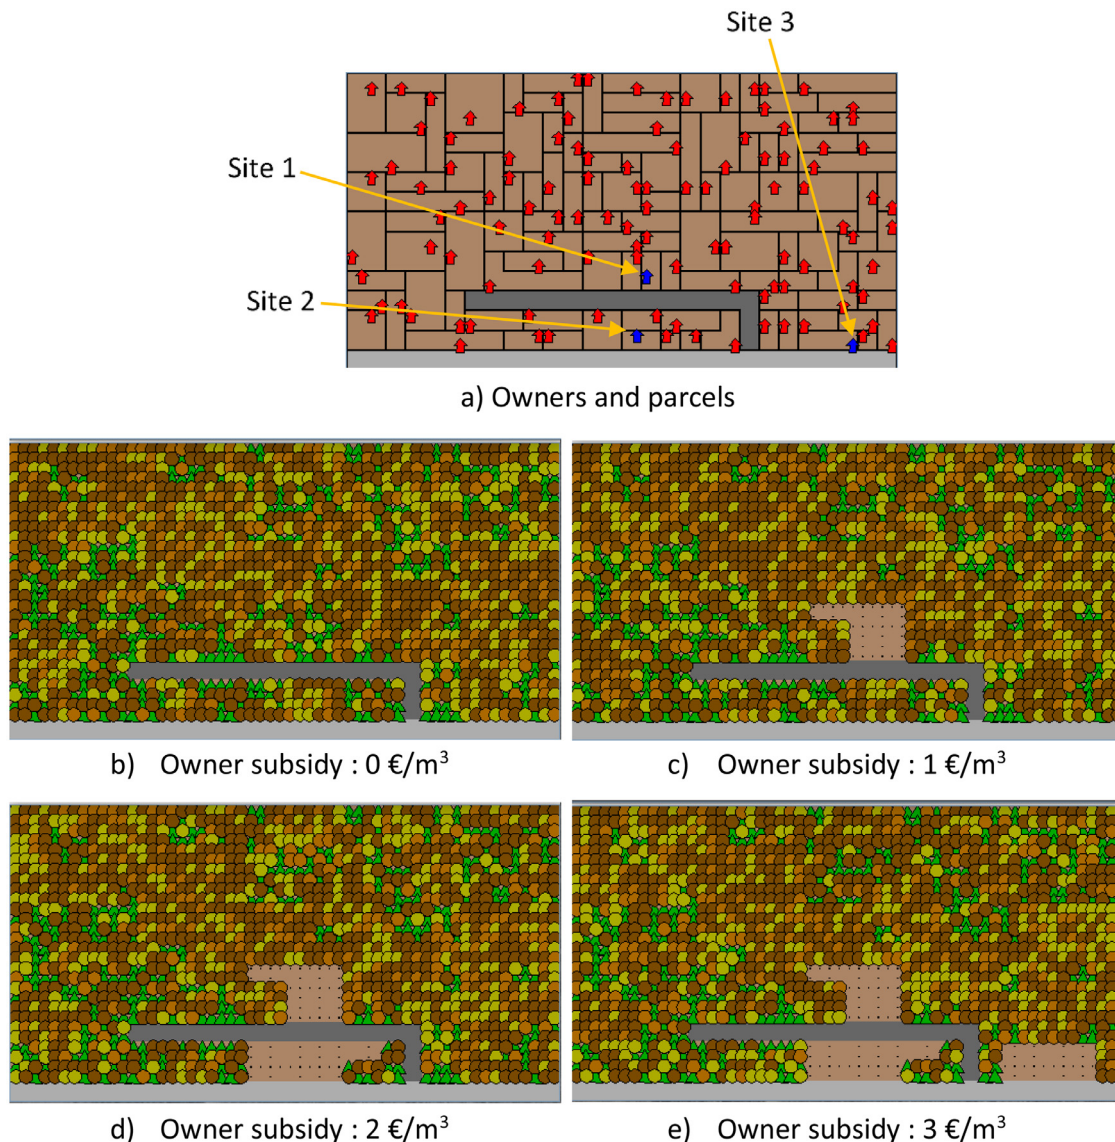 Site 3
Site 1
Site 2
a) Owners and parcels
b) Owner subsidy : 0 €/m³
c) Owner subsidy : 1 €/m³
d) Owner subsidy : 2 €/m³
e) Owner subsidy : 3 €/m³